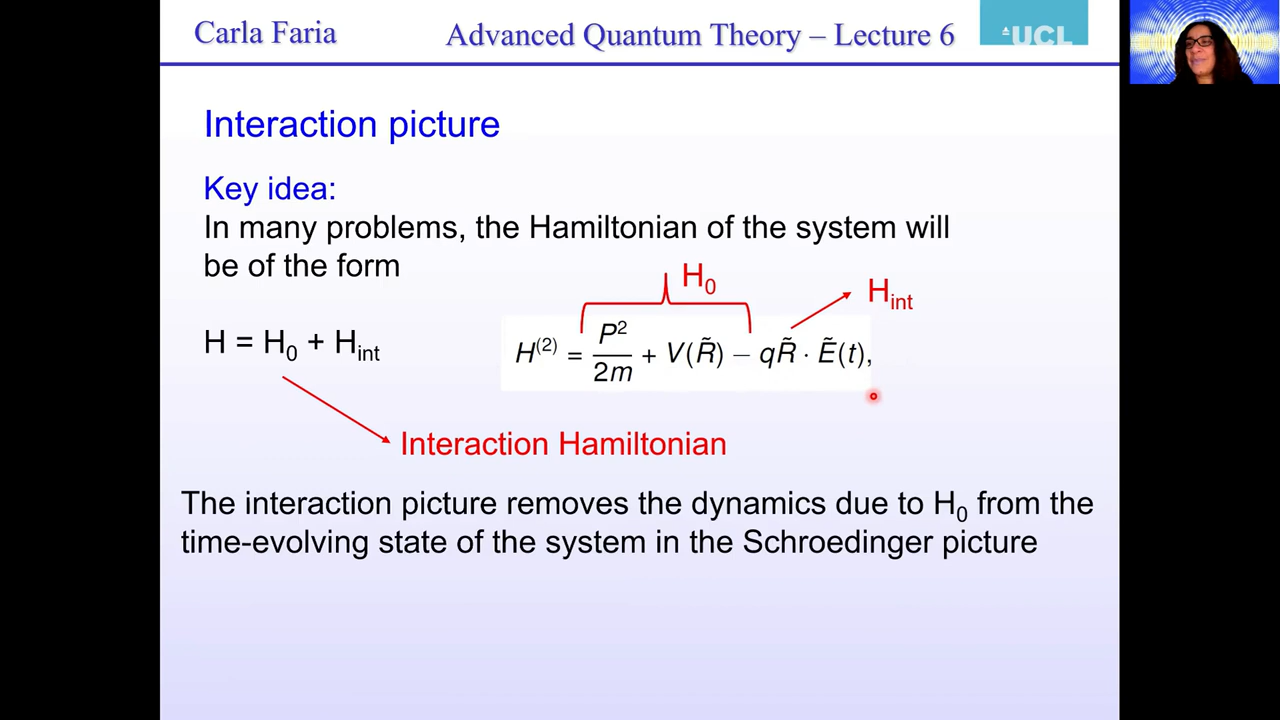 Carla Faria
Advanced Quantum Theory – Lecture 6
UCL
Interaction picture
Key idea:
In many problems, the Hamiltonian of the system will
be of the form
H₀
H_int
H = H₀ + H_int
H⁽²⁾ = P²/2m + V(R̃) − qR̃ · Ẽ(t),
Interaction Hamiltonian
The interaction picture removes the dynamics due to H₀ from the
time-evolving state of the system in the Schroedinger picture